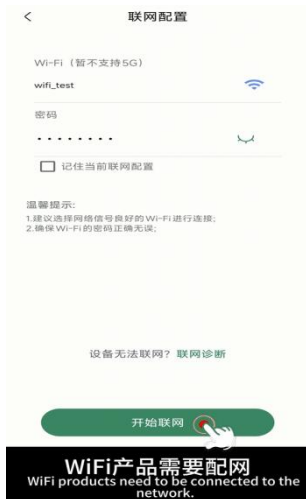 联网配置
Wi-Fi（暂不支持5G）
wifi_test
密码
记住当前联网配置
温馨提示:
1.建议选择网络信号良好的Wi-Fi进行连接;
2.确保Wi-Fi的密码正确无误;
设备无法联网? 联网诊断
开始联网
WiFi产品需要配网
WiFi products need to be connected to the
network.